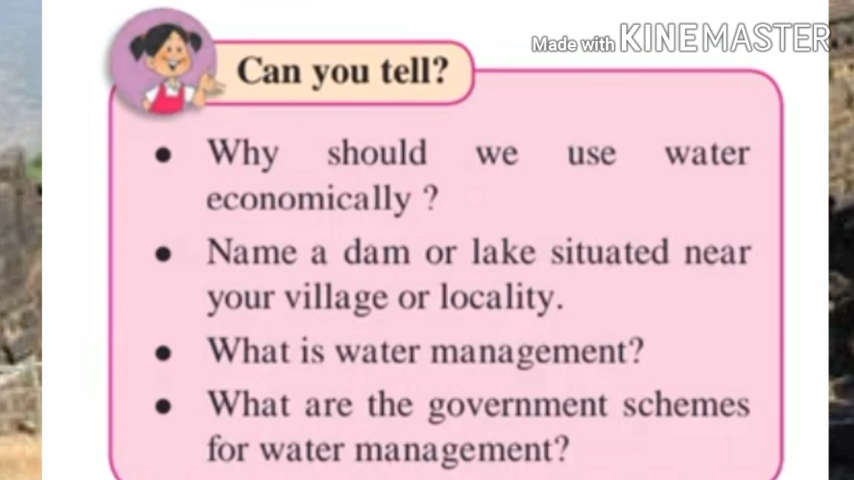 Made with KINEMASTER
Can you tell?
• Why should we use water
economically ?
• Name a dam or lake situated near
your village or locality.
• What is water management?
• What are the government schemes
for water management?